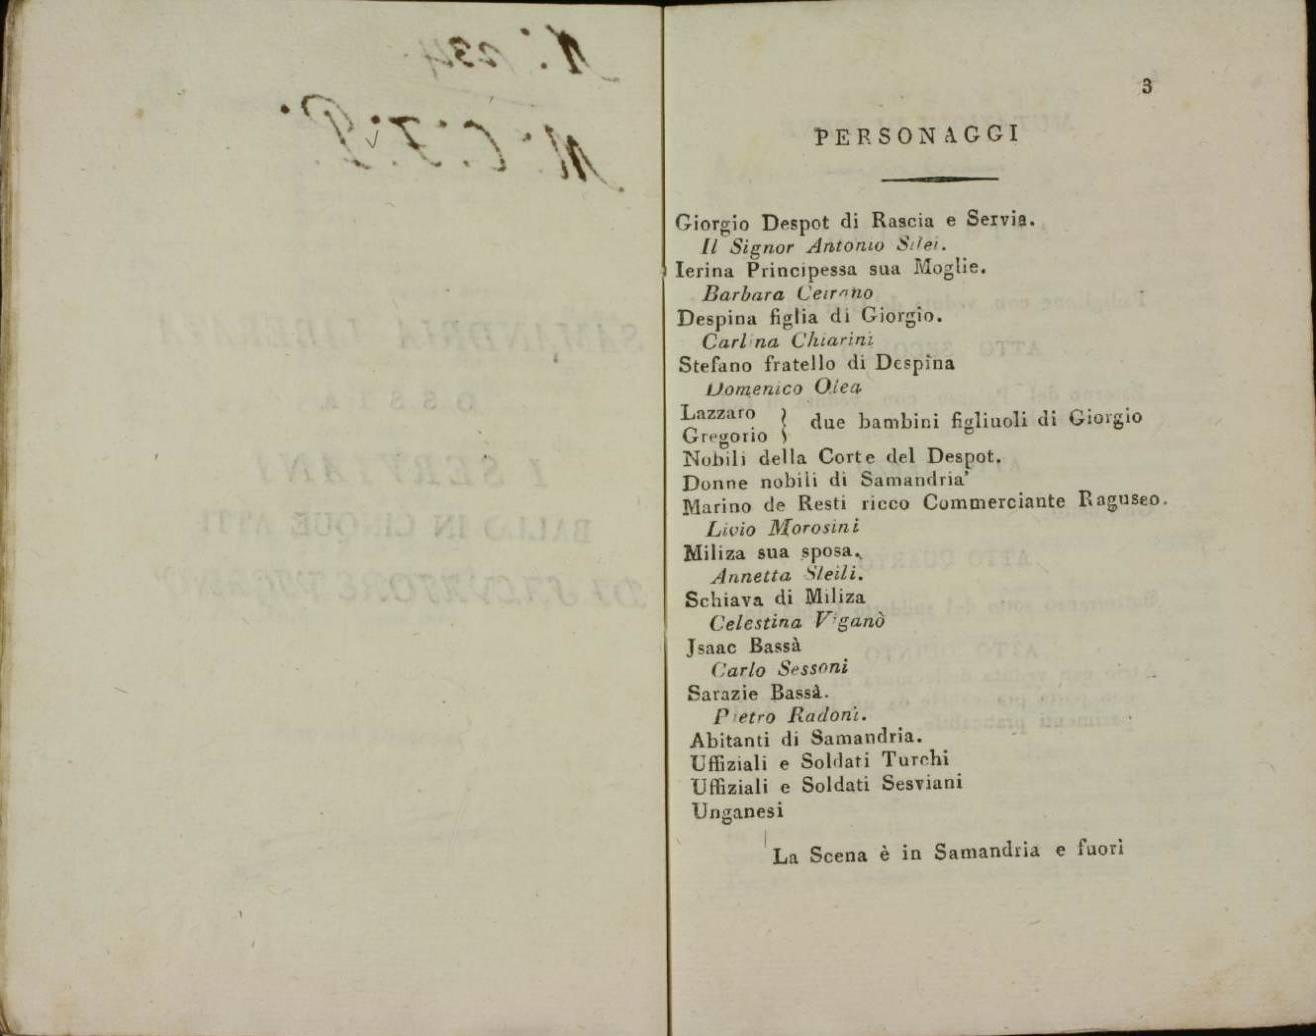 3
PERSONAGGI
Giorgio Despot di Rascia e Servia.
Il Signor Antonio Silei.
Ierina Principessa sua Moglie.
Barbara Ceirano
Despina figlia di Giorgio.
Carlina Chiarini
Stefano fratello di Despina
Domenico Olea
Lazzaro } due bambini figliuoli di Giorgio
Gregorio }
Nobili della Corte del Despot.
Donne nobili di Samandria
Marino de Resti ricco Commerciante Raguseo.
Livio Morosini
Miliza sua sposa.
Annetta Sleili.
Schiava di Miliza
Celestina Viganò
Jsaac Bassà
Carlo Sessoni
Sarazie Bassà.
Pietro Radoni.
Abitanti di Samandria.
Uffiziali e Soldati Turchi
Uffiziali e Soldati Sesviani
Unganesi
La Scena è in Samandria e fuori